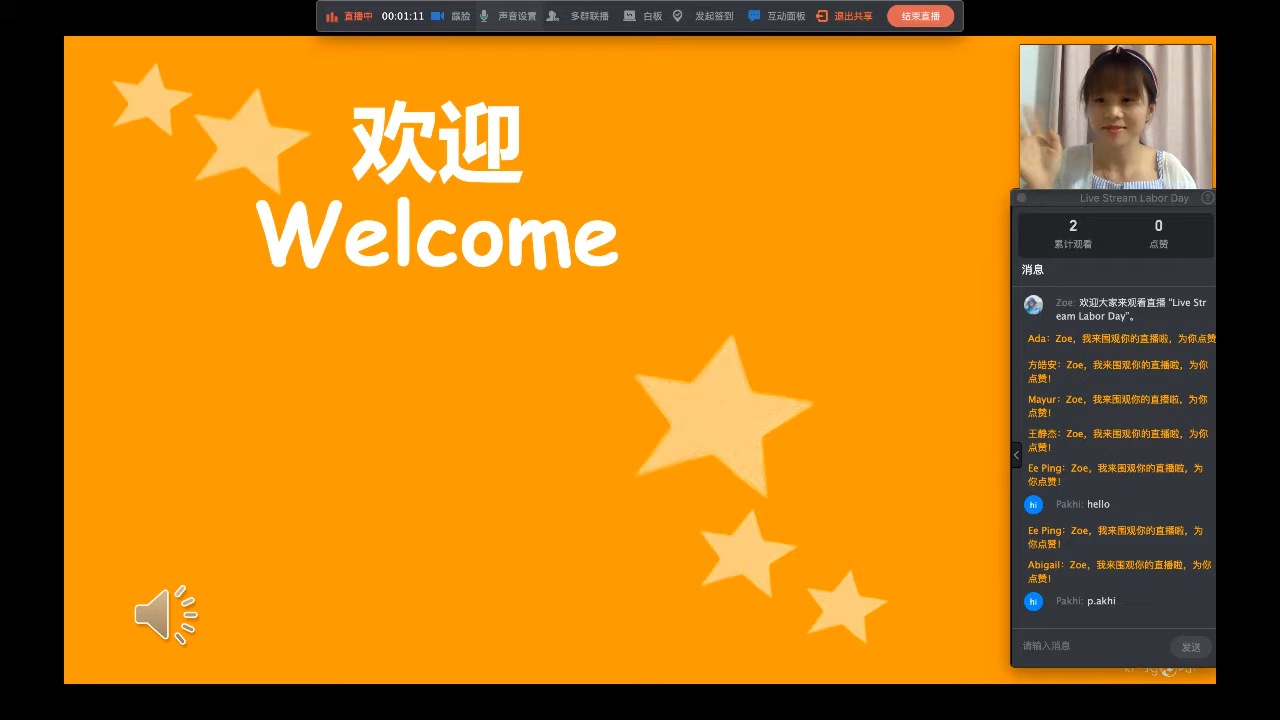 直播中 00:01:11 露脸 声音设置 多群联播 白板 发起签到 互动面板 退出共享 结束直播
欢迎
Welcome
Live Stream Labor Day ?
2 0
累计观看 点赞
消息
Zoe: 欢迎大家来观看直播 “Live Str
eam Labor Day”。
Ada：Zoe，我来围观你的直播啦，为你点赞
方皓安：Zoe，我来围观你的直播啦，为你
点赞！
Mayur：Zoe，我来围观你的直播啦，为你
点赞！
王静杰：Zoe，我来围观你的直播啦，为你
点赞！
Ee Ping：Zoe，我来围观你的直播啦，为
你点赞！
hi Pakhi: hello
Ee Ping：Zoe，我来围观你的直播啦，为
你点赞！
Abigail：Zoe，我来围观你的直播啦，为你
点赞！
hi Pakhi: p.akhi
请输入消息 发送